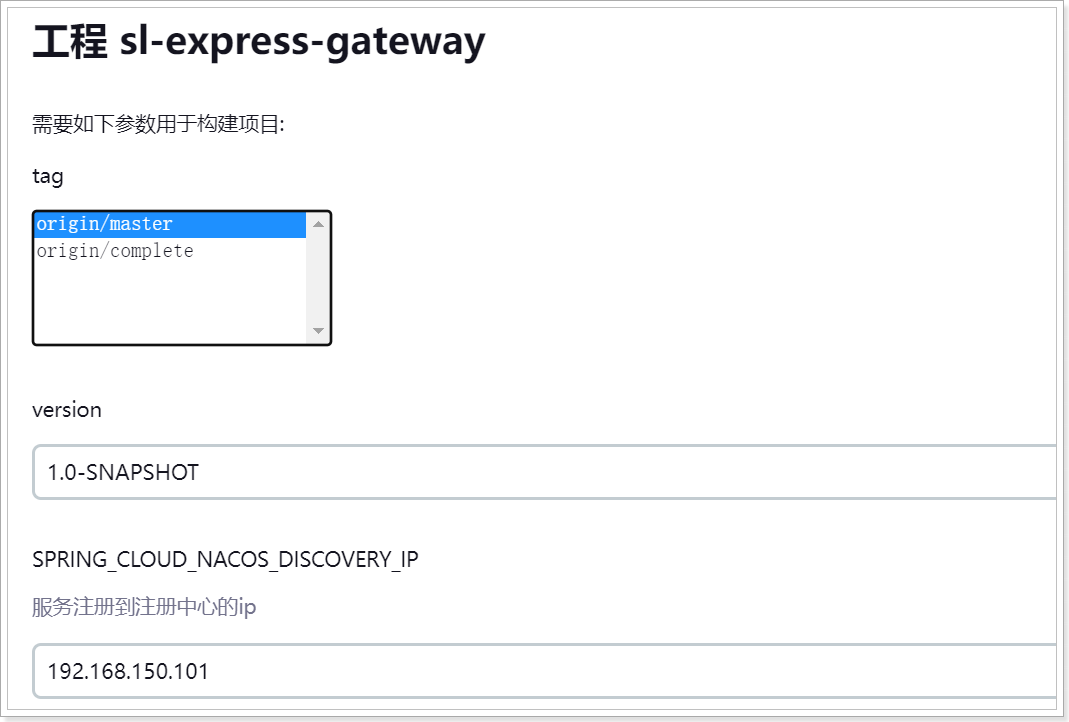 工程 sl-express-gateway
需要如下参数用于构建项目:
tag
origin/master
origin/complete
version
1.0-SNAPSHOT
SPRING_CLOUD_NACOS_DISCOVERY_IP
服务注册到注册中心的ip
192.168.150.101